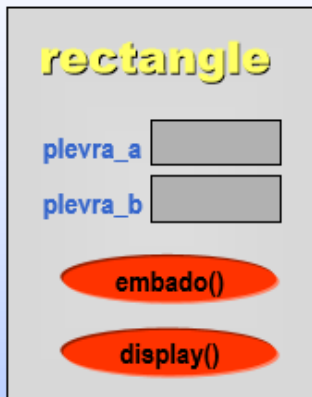 rectangle
plevra_a
plevra_b
embado()
display()